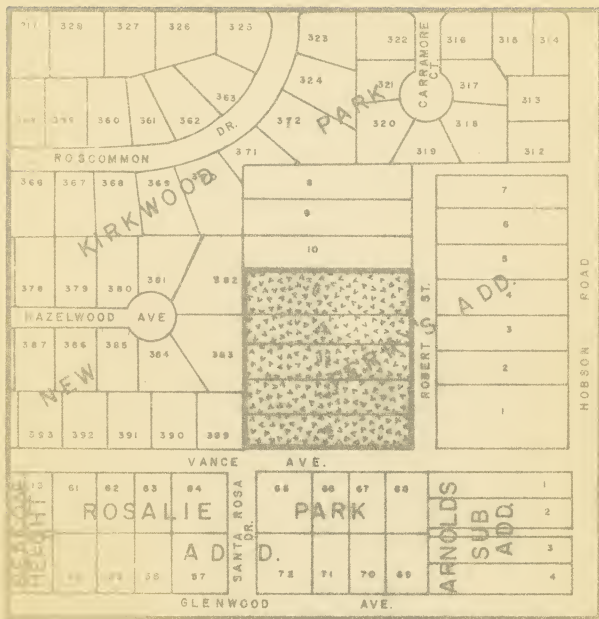 328 327 326 325 323 322 316 315 314
324 321 317 313
CARRAMORE CT.
363
399 360 361 362 DR. 372 PARK 320 319 318 312
ROSCOMMON 371
366 367 368 369
KIRKWOOD
8 7
9 6
10 5
378 379 380 381 382 4
HAZELWOOD AVE ROBERT ST. ADD. HOBSON ROAD
3
387 386 385 384 383 2
NEW 1
393 392 391 390 389
VANCE AVE.
61 62 63 64 65 66 67 68 1
ROSALIE PARK ARNOLDS 2
SANTA ROSA DR. SUB
ADD. ADD. 3
57 72 71 70 69 4
HEIGHT
GLENWOOD AVE.